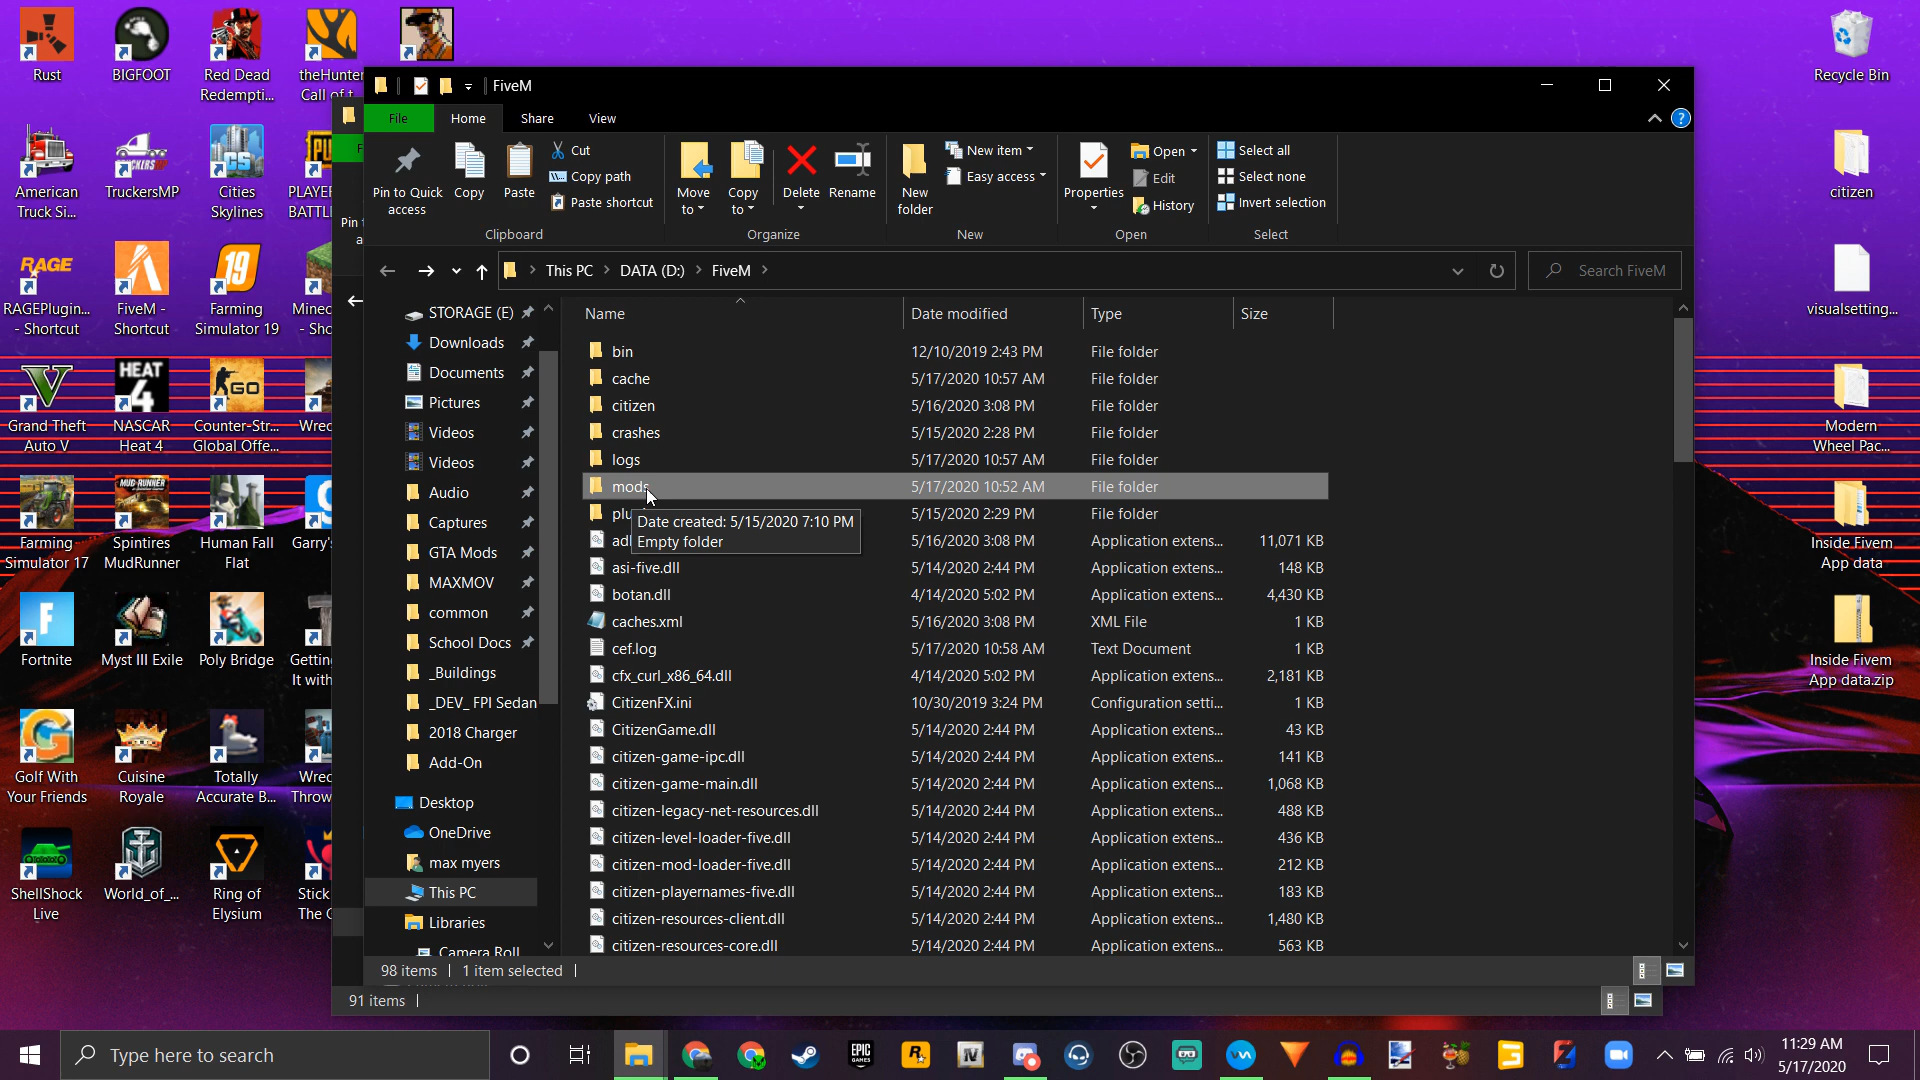 Rust
BIGFOOT
Red Dead
Redempti...
theHunter
Call of t...
Recycle Bin
American
Truck Si...
TruckersMP
Cities
Skylines
PLAYER
BATTL
citizen
RAGE
RAGEPlugin...
- Shortcut
FiveM -
Shortcut
19
Farming
Simulator 19
Minec
- Sho
visualsetting...
Grand Theft
Auto V
HEAT
4
NASCAR
Heat 4
GO
Counter-Str...
Global Offe...
Wrec
Modern
Wheel Pac...
Farming
Simulator 17
MUD-RUNNER
Spintires
MudRunner
Human Fall
Flat
Garry's
Inside Fivem
App data
Fortnite
Myst III Exile
Poly Bridge
Getting
It with
Inside Fivem
App data.zip
Golf With
Your Friends
Cuisine
Royale
Totally
Accurate B...
Wrec
Throw
ShellShock
Live
World_of_...
Ring of
Elysium
Stick
The G
FiveM
File
Home
Share
View
Pin to Quick
access
Copy
Paste
Cut
Copy path
Paste shortcut
Clipboard
Move
to
Copy
to
Delete
Rename
Organize
New
folder
New item
Easy access
New
Properties
Open
Edit
History
Open
Select all
Select none
Invert selection
Select
This PC > DATA (D:) > FiveM >
Search FiveM
STORAGE (E)
Downloads
Documents
Pictures
Videos
Videos
Audio
Captures
GTA Mods
MAXMOV
common
School Docs
_Buildings
_DEV_ FPI Sedan
2018 Charger
Add-On
Desktop
OneDrive
max myers
This PC
Libraries
Camera Roll
Name Date modified Type Size
bin 12/10/2019 2:43 PM File folder
cache 5/17/2020 10:57 AM File folder
citizen 5/16/2020 3:08 PM File folder
crashes 5/15/2020 2:28 PM File folder
logs 5/17/2020 10:57 AM File folder
mods 5/17/2020 10:52 AM File folder
plu 5/15/2020 2:29 PM File folder
Date created: 5/15/2020 7:10 PM
Empty folder
adl 5/16/2020 3:08 PM Application extens... 11,071 KB
asi-five.dll 5/14/2020 2:44 PM Application extens... 148 KB
botan.dll 4/14/2020 5:02 PM Application extens... 4,430 KB
caches.xml 5/16/2020 3:08 PM XML File 1 KB
cef.log 5/17/2020 10:58 AM Text Document 1 KB
cfx_curl_x86_64.dll 4/14/2020 5:02 PM Application extens... 2,181 KB
CitizenFX.ini 10/30/2019 3:24 PM Configuration setti... 1 KB
CitizenGame.dll 5/14/2020 2:44 PM Application extens... 43 KB
citizen-game-ipc.dll 5/14/2020 2:44 PM Application extens... 141 KB
citizen-game-main.dll 5/14/2020 2:44 PM Application extens... 1,068 KB
citizen-legacy-net-resources.dll 5/14/2020 2:44 PM Application extens... 488 KB
citizen-level-loader-five.dll 5/14/2020 2:44 PM Application extens... 436 KB
citizen-mod-loader-five.dll 5/14/2020 2:44 PM Application extens... 212 KB
citizen-playernames-five.dll 5/14/2020 2:44 PM Application extens... 183 KB
citizen-resources-client.dll 5/14/2020 2:44 PM Application extens... 1,480 KB
citizen-resources-core.dll 5/14/2020 2:44 PM Application extens... 563 KB
98 items
1 item selected
91 items
Type here to search
EPIC
GAMES
11:29 AM
5/17/2020